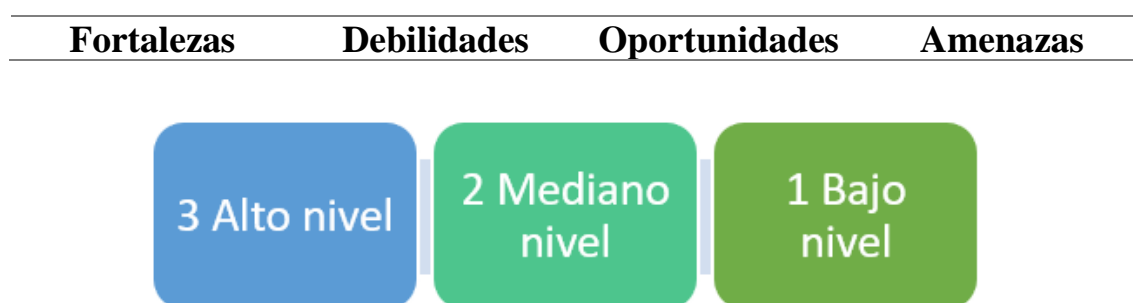 Fortalezas Debilidades Oportunidades Amenazas
3 Alto nivel
2 Mediano
nivel
1 Bajo
nivel